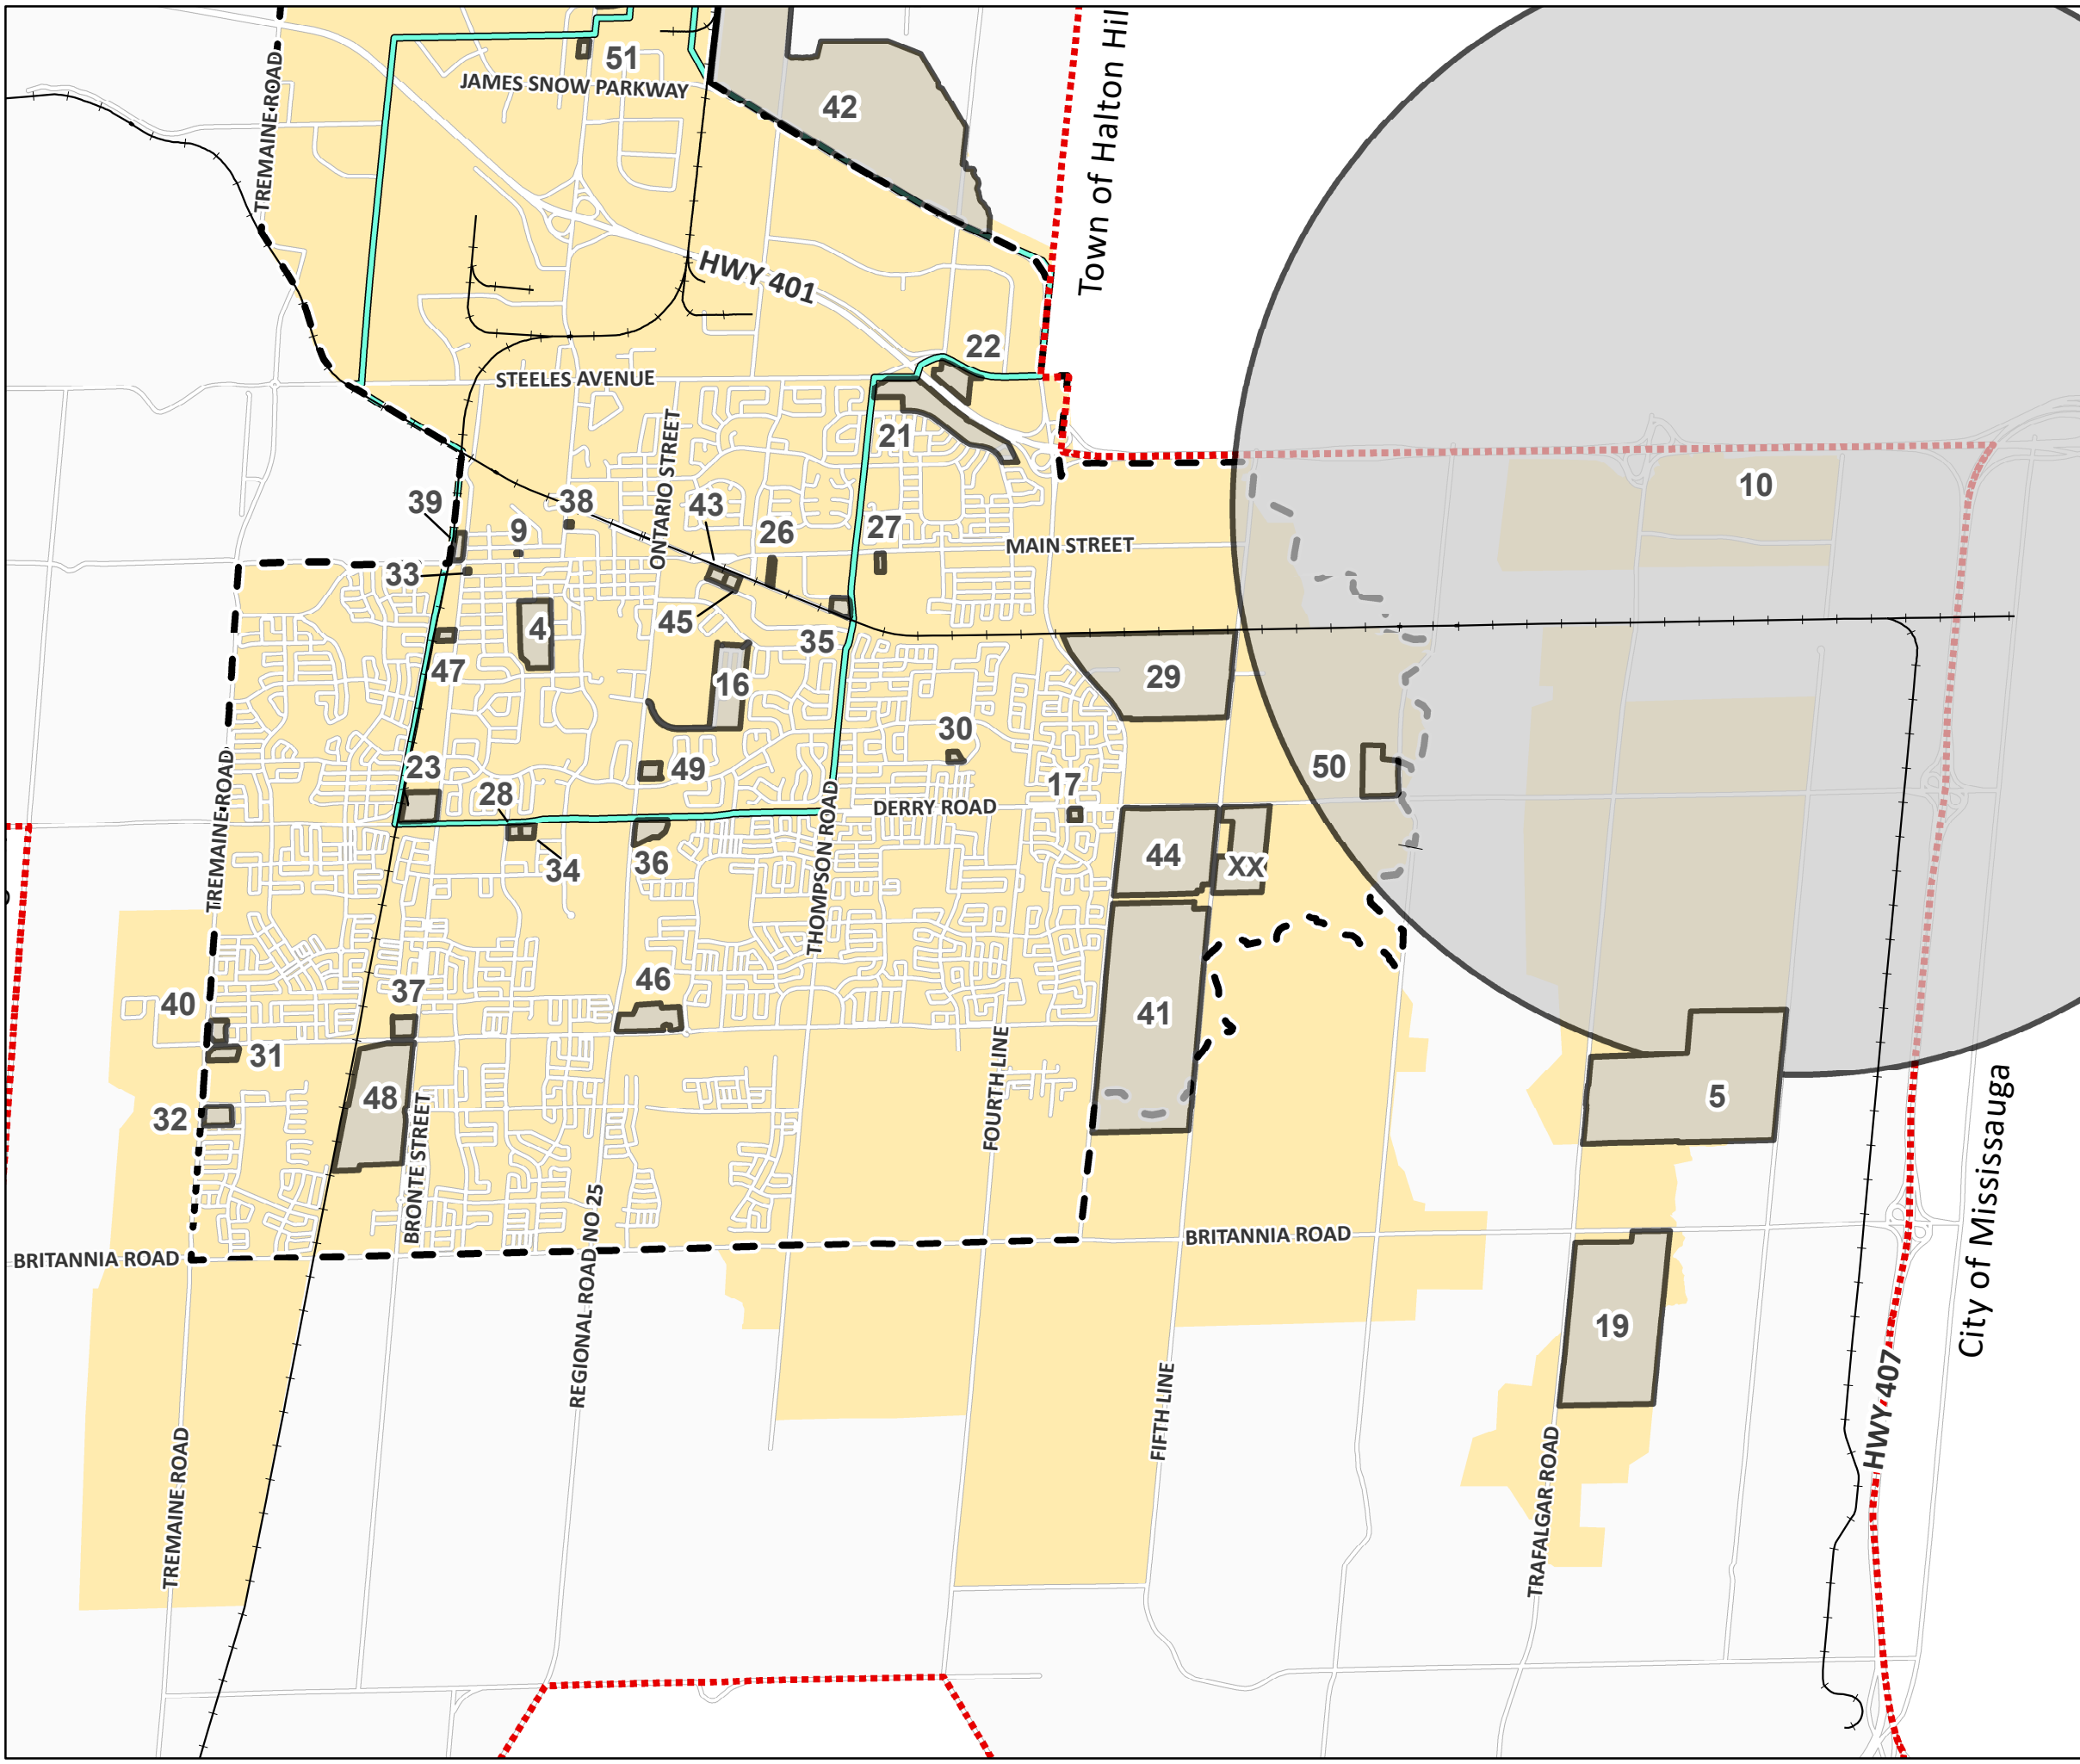 51
JAMES SNOW PARKWAY
42
TREMAINE ROAD
Town of Halton Hil
HWY 401
22
STEELES AVENUE
21
ONTARIO STREET
10
39
38
43
9
26
27
MAIN STREET
33
4
45
35
47
29
16
30
50
23
49
28
17
DERRY ROAD
TREMAINE ROAD
THOMPSON ROAD
34
36
44
XX
46
37
40
41
31
48
5
32
FOURTH LINE
BRONTE STREET
City of Mississauga
REGIONAL ROAD NO 25
BRITANNIA ROAD
BRITANNIA ROAD
19
HWY 407
FIFTH LINE
TREMAINE ROAD
TRAFALGAR ROAD